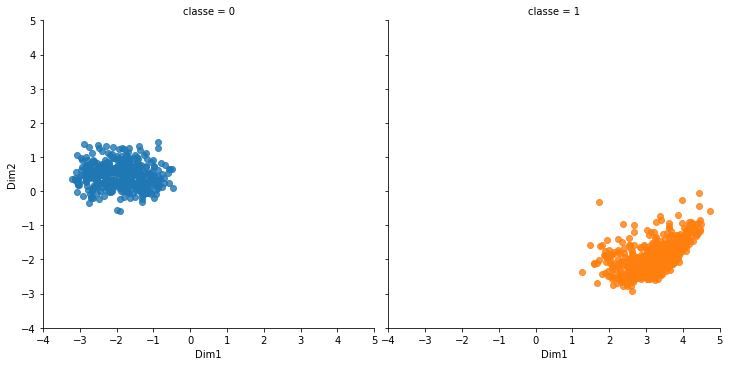 classe = 0
classe = 1
5
4
3
2
1
0
−1
−2
−3
−4
Dim2
−4 −3 −2 −1 0 1 2 3 4 5
−4 −3 −2 −1 0 1 2 3 4 5
Dim1
Dim1